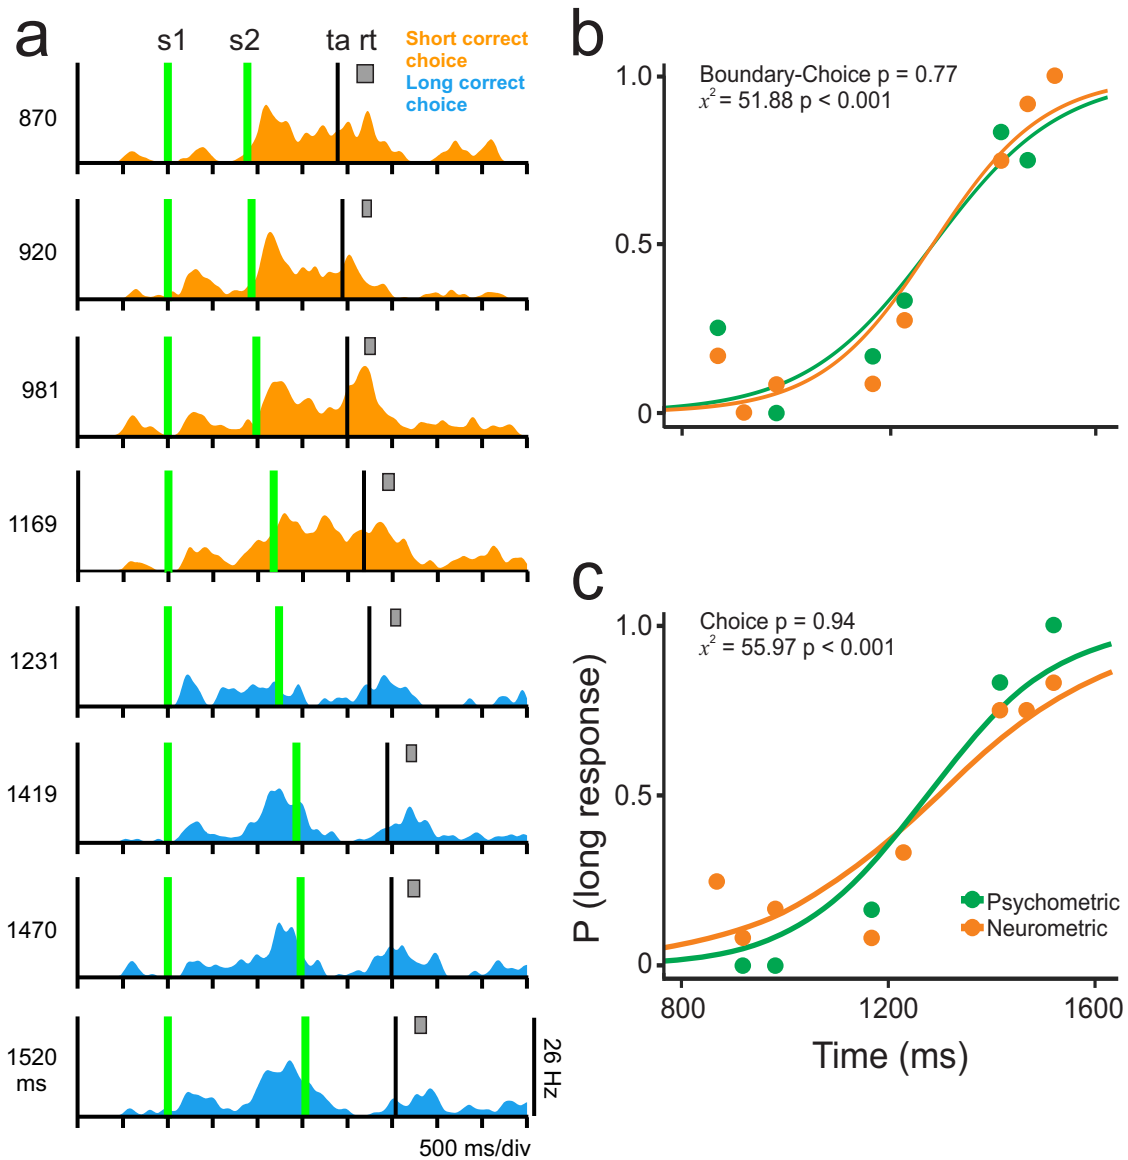 a
s1 s2 ta rt
Short correct
choice
Long correct
choice
870
920
981
1169
1231
1419
1470
1520
ms
26 Hz
500 ms/div
b
Boundary-Choice p = 0.77
x² = 51.88 p < 0.001
1.0
0.5
0
c
Choice p = 0.94
x² = 55.97 p < 0.001
1.0
0.5
0
P (long response)
Psychometric
Neurometric
800 1200 1600
Time (ms)